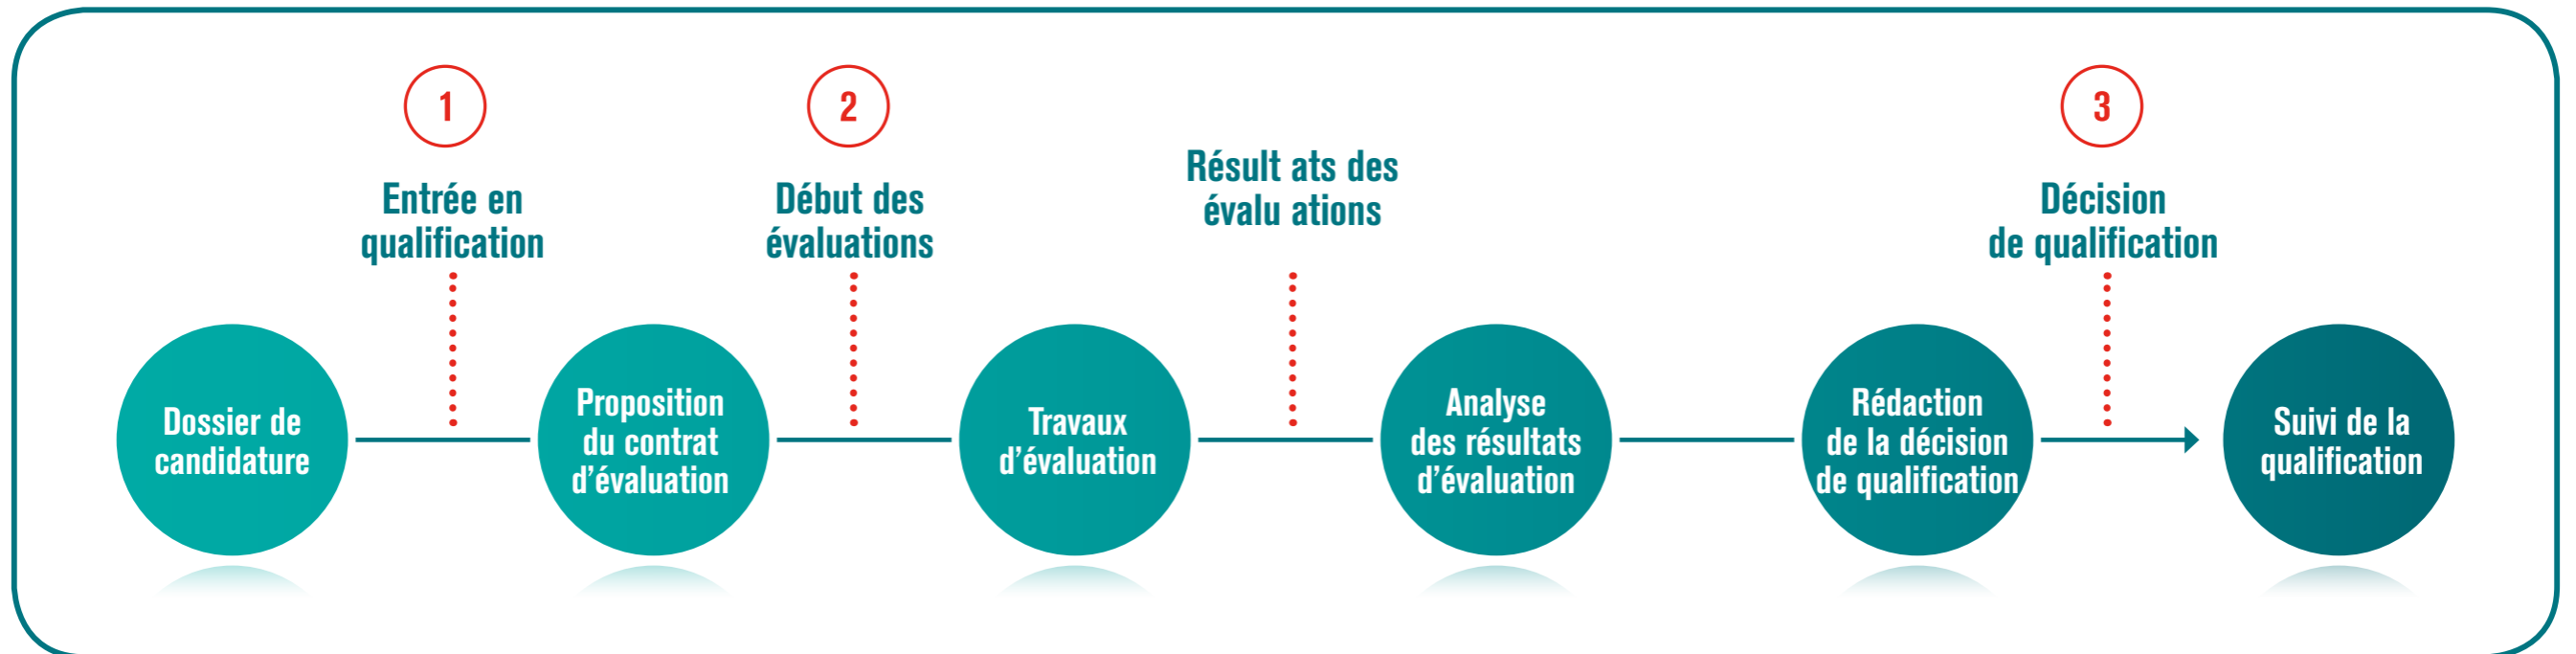 1
Entrée en
qualification
2
Début des
évaluations
Résult ats des
évalu ations
3
Décision
de qualification
Dossier de
candidature
Proposition
du contrat
d'évaluation
Travaux
d'évaluation
Analyse
des résultats
d'évaluation
Rédaction
de la décision
de qualification
Suivi de la
qualification